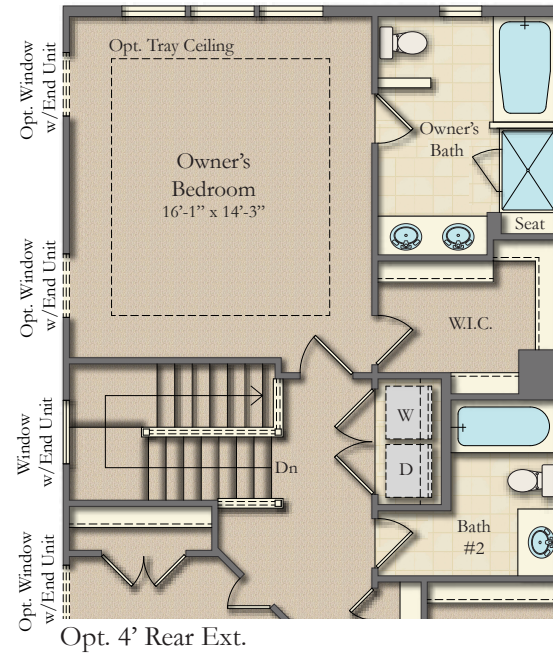 Opt. Window
w/End Unit
Opt. Tray Ceiling
Owner's
Bedroom
16'-1" x 14'-3"
Owner's
Bath
Seat
Opt. Window
w/End Unit
W.I.C.
Window
w/End Unit
W
D
Dn
Bath
#2
Opt. Window
w/End Unit
Opt. 4' Rear Ext.